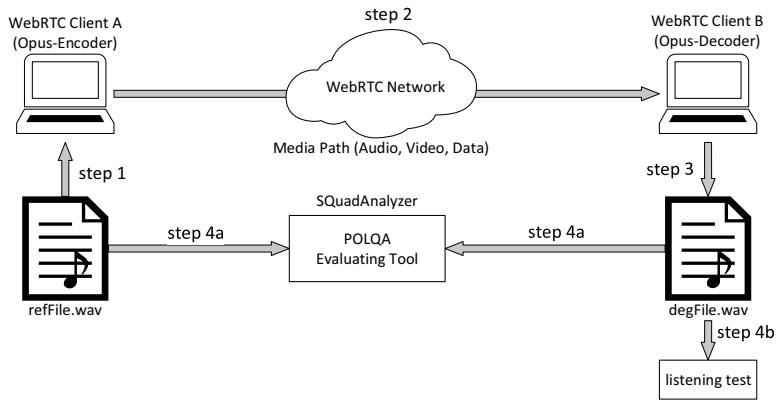 WebRTC Client A
(Opus-Encoder)
step 2
WebRTC Client B
(Opus-Decoder)
WebRTC Network
Media Path (Audio, Video, Data)
step 1
step 3
SQuadAnalyzer
step 4a
POLQA
Evaluating Tool
step 4a
refFile.wav
degFile.wav
step 4b
listening test